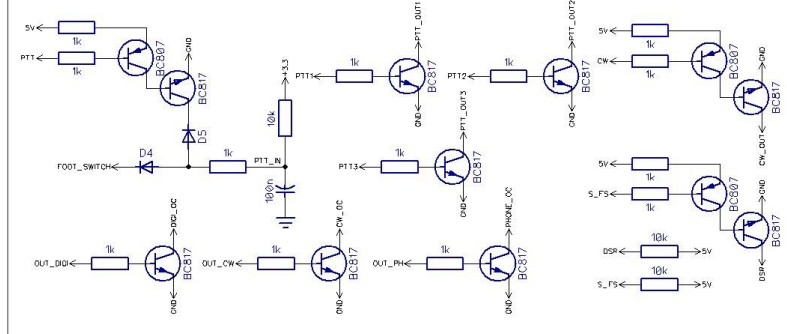 5V
1k
PTT
1k
BC807
BC817
GND
D5
D4
FOOT_SWITCH
1k
PTT_IN
10k
+3.3
100n
PTT1
1k
BC817
PTT_OUT1
GND
PTT2
1k
BC817
PTT_OUT2
GND
PTT3
1k
BC817
PTT_OUT3
GND
5V
1k
CW
1k
BC807
BC817
GND
CW_OUT
5V
1k
S_FS
1k
BC807
BC817
GND
DSR
OUT_DIGI
1k
BC817
DIGI_OC
GND
OUT_CW
1k
BC817
CW_OC
GND
OUT_PH
1k
BC817
PHONE_OC
GND
DSR
10k
5V
S_FS
10k
5V